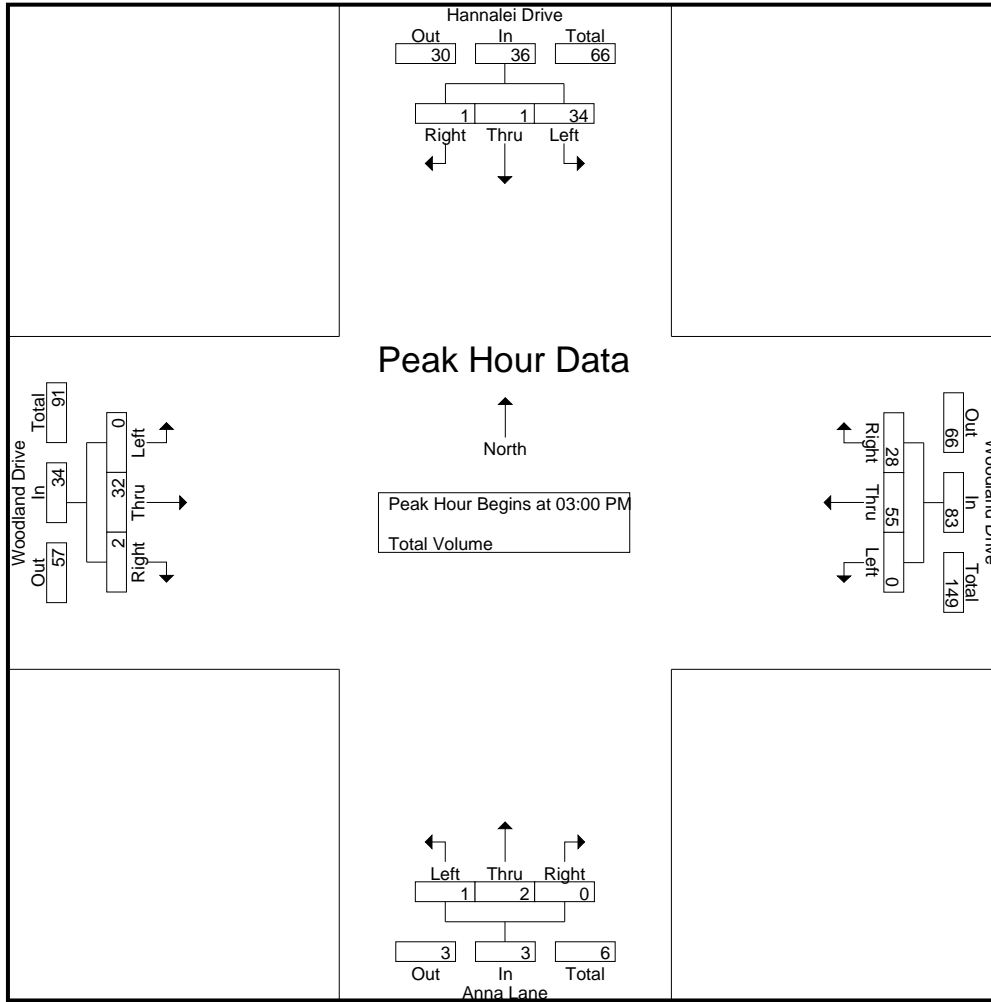 Hannalei Drive
Out In Total
30 36 66
1 1 34
Right Thru Left
Peak Hour Data
North
Peak Hour Begins at 03:00 PM
Total Volume
Woodland Drive
Total In Out
91 34 57
0 32 2
Left Thru Right
Woodland Drive
Out In Total
66 83 149
28 55 0
Right Thru Left
Left Thru Right
1 2 0
3 3 6
Out In Total
Anna Lane